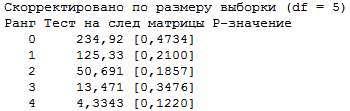 Скорректировано по размеру выборки (df = 5)
Ранг Тест на след матрицы P-значение
0 234,92 [0,4734]
1 125,33 [0,2100]
2 50,691 [0,1857]
3 13,471 [0,3476]
4 4,3343 [0,1220]